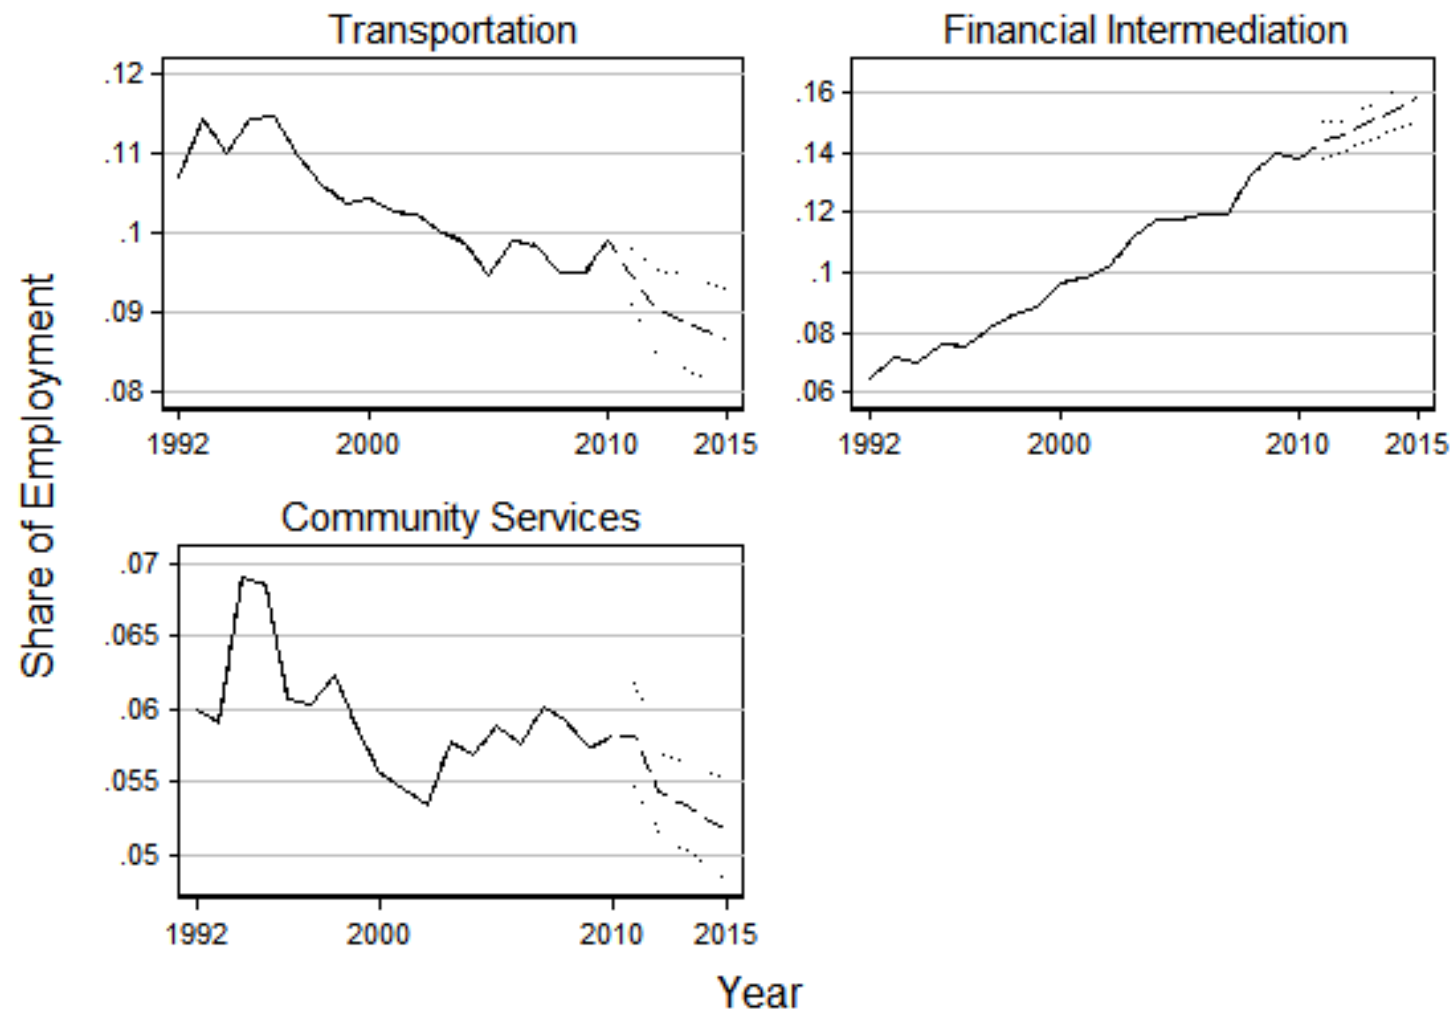 Transportation
.12
.11
.1
.09
.08
1992 2000 2010 2015
Financial Intermediation
.16
.14
.12
.1
.08
.06
1992 2000 2010 2015
Community Services
.07
.065
.06
.055
.05
1992 2000 2010 2015
Share of Employment
Year